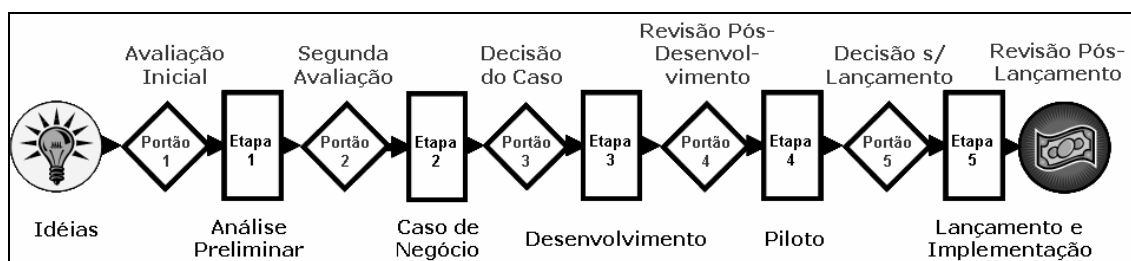 Avaliação
Inicial
Segunda
Avaliação
Decisão
do Caso
Revisão Pós-
Desenvol-
vimento
Decisão s/
Lançamento
Revisão Pós-
Lançamento
Portão
1
Etapa
1
Portão
2
Etapa
2
Portão
3
Etapa
3
Portão
4
Etapa
4
Portão
5
Etapa
5
Idéias
Análise
Preliminar
Caso de
Negócio
Desenvolvimento
Piloto
Lançamento e
Implementação